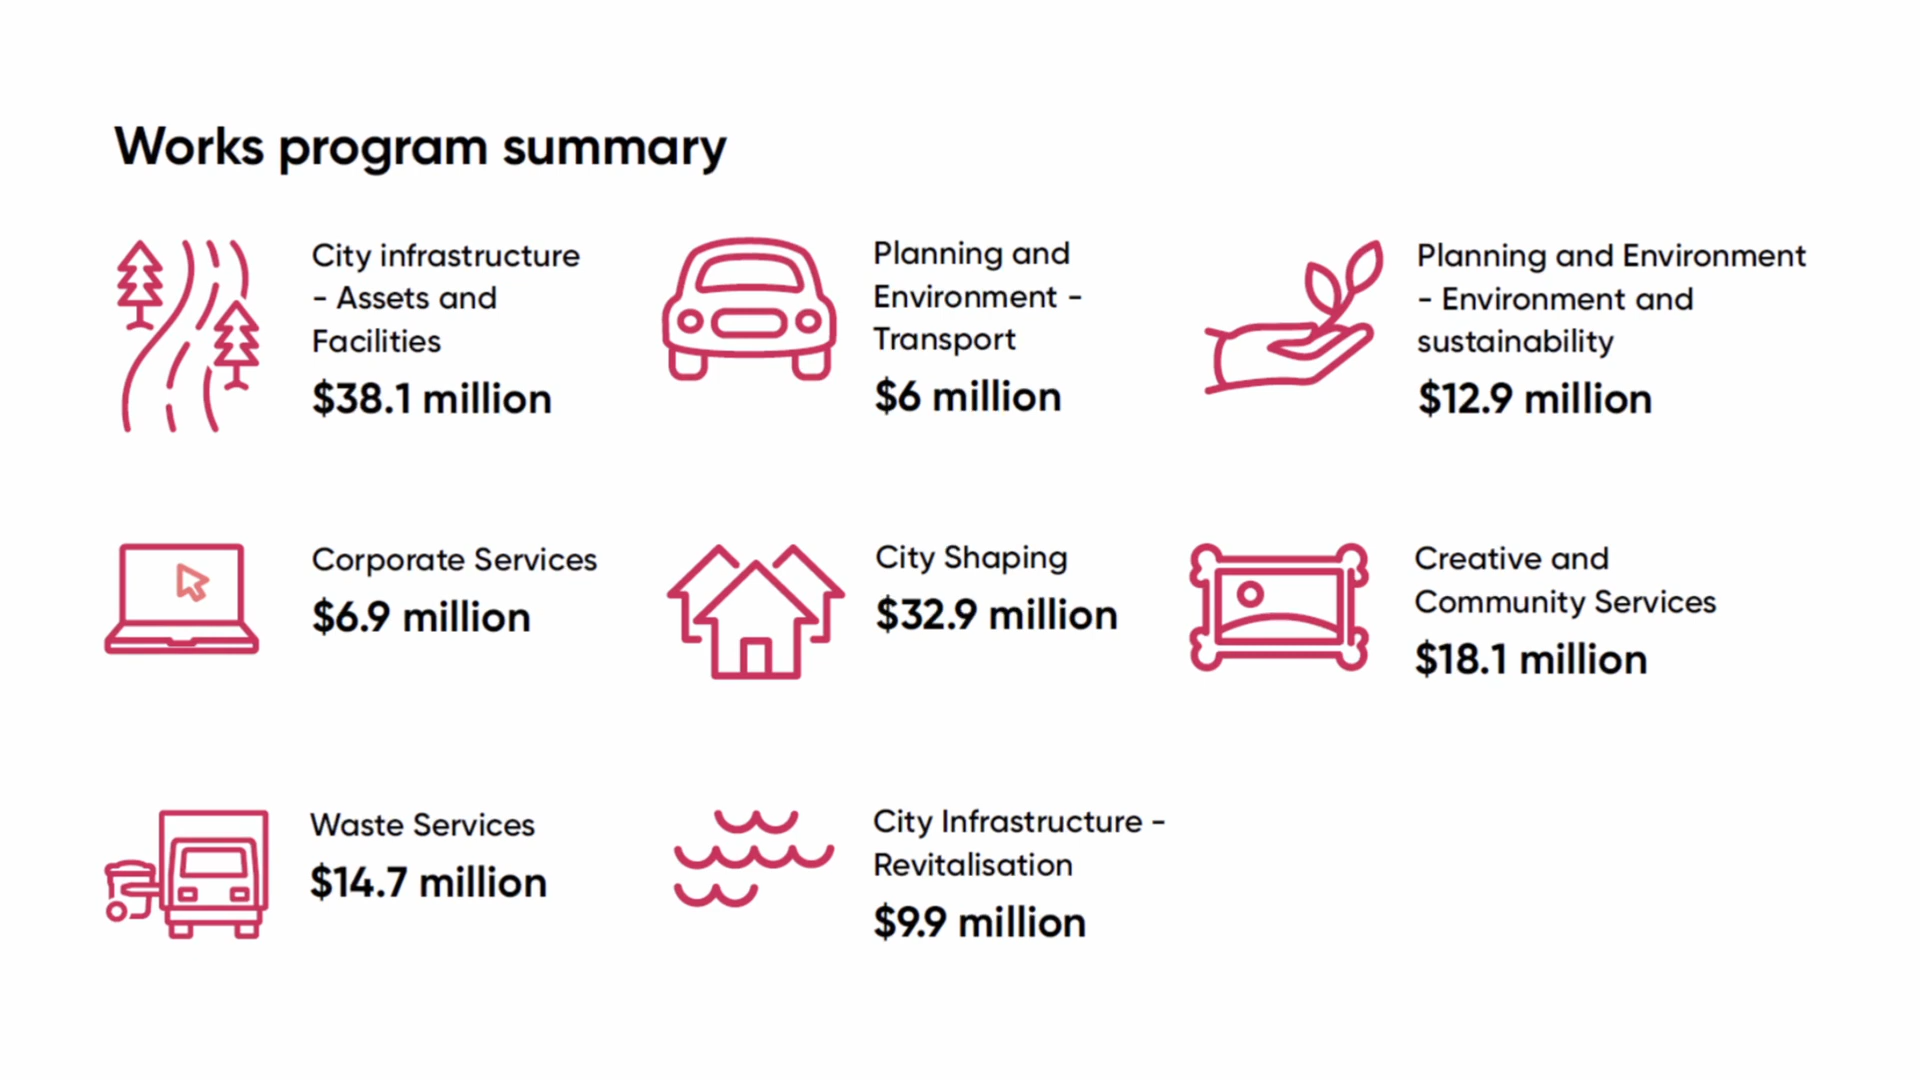 Works program summary
City infrastructure
- Assets and
Facilities
$38.1 million
Planning and
Environment -
Transport
$6 million
Planning and Environment
- Environment and
sustainability
$12.9 million
Corporate Services
$6.9 million
City Shaping
$32.9 million
Creative and
Community Services
$18.1 million
Waste Services
$14.7 million
City Infrastructure -
Revitalisation
$9.9 million